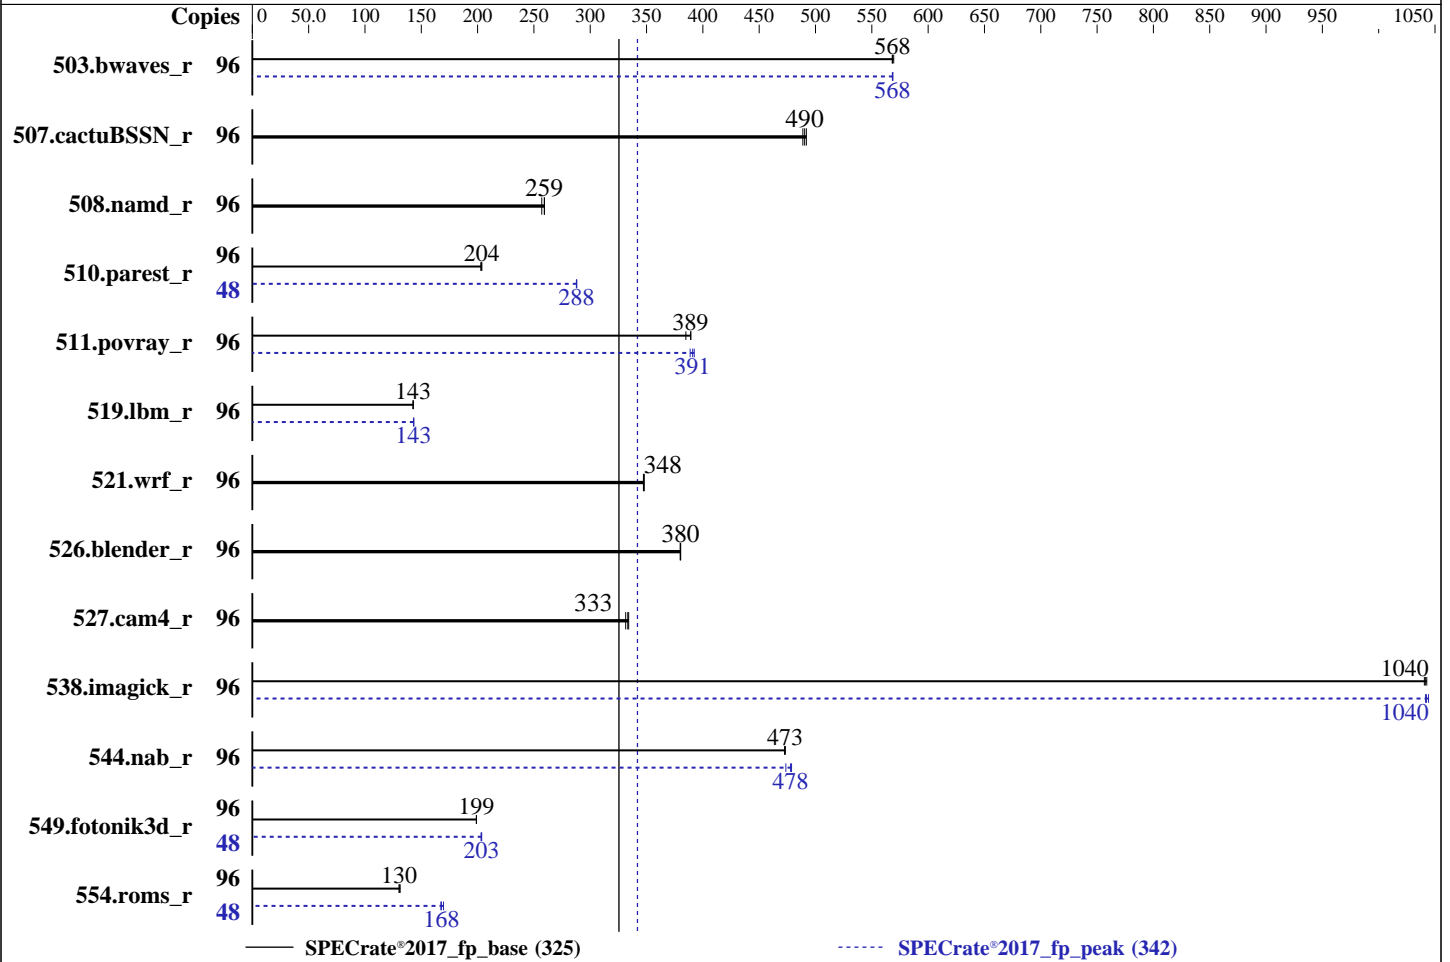 Copies 0 50.0 100 150 200 250 300 350 400 450 500 550 600 650 700 750 800 850 900 950 1050
503.bwaves_r 96 568
568
507.cactuBSSN_r 96 490
508.namd_r 96 259
510.parest_r 96 204
48 288
511.povray_r 96 389
391
519.lbm_r 96 143
143
521.wrf_r 96 348
526.blender_r 96 380
527.cam4_r 96 333
538.imagick_r 96 1040
1040
544.nab_r 96 473
478
549.fotonik3d_r 96 199
48 203
554.roms_r 96 130
48 168
SPECrate®2017_fp_base (325) SPECrate®2017_fp_peak (342)